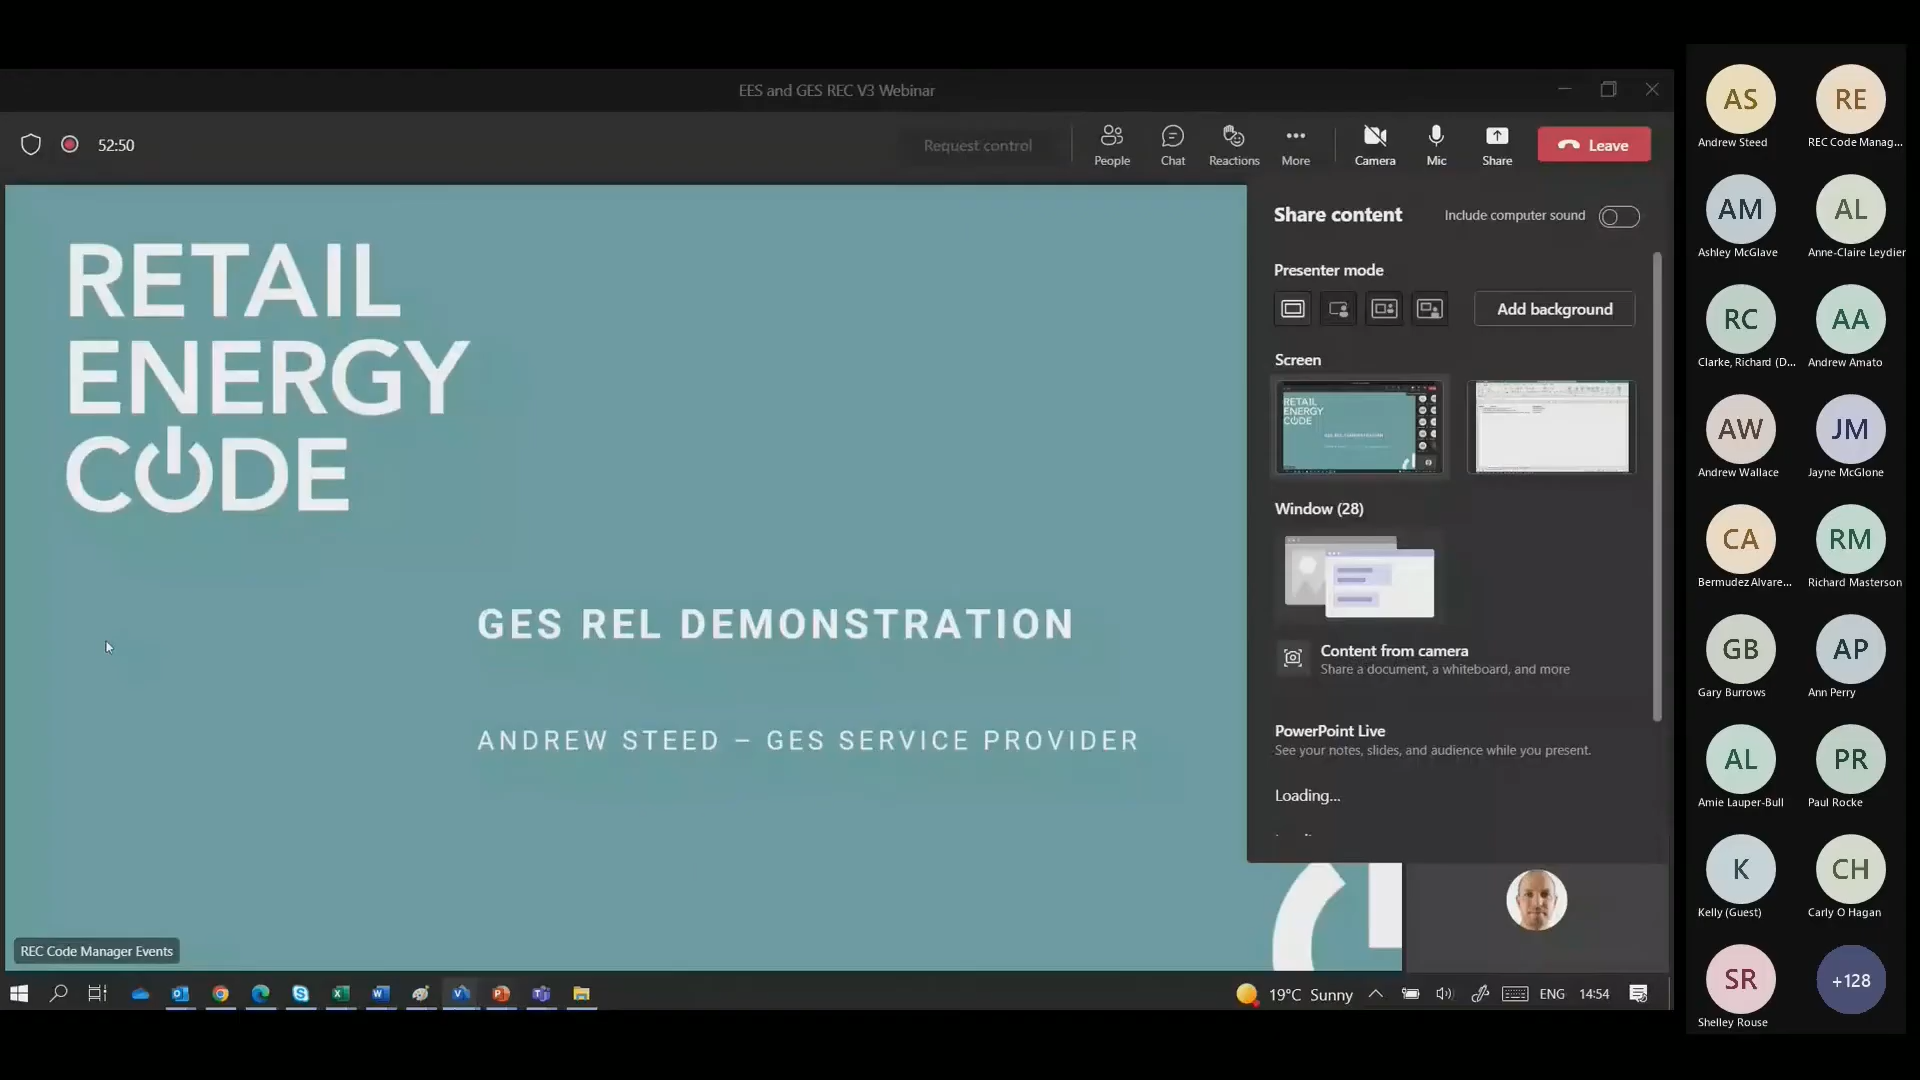 EES and GES REC V3 Webinar
52:50
Request control
People
Chat
Reactions
More
Camera
Mic
Share
Leave
RETAIL
ENERGY
CODE
GES REL DEMONSTRATION
ANDREW STEED – GES SERVICE PROVIDER
REC Code Manager Events
Share content
Include computer sound
Presenter mode
Add background
Screen
RETAIL
ENERGY
CODE
GES REL DEMONSTRATION
Window (28)
Content from camera
Share a document, a whiteboard, and more
PowerPoint Live
See your notes, slides, and audience while you present.
Loading...
19°C Sunny
ENG
14:54
AS
Andrew Steed
RE
REC Code Manag...
AM
Ashley McGlave
AL
Anne-Claire Leydier
RC
Clarke, Richard (D...
AA
Andrew Amato
AW
Andrew Wallace
JM
Jayne McGlone
CA
Bermudez Alvare...
RM
Richard Masterson
GB
Gary Burrows
AP
Ann Perry
AL
Amie Lauper-Bull
PR
Paul Rocke
K
Kelly (Guest)
CH
Carly O Hagan
SR
Shelley Rouse
+128